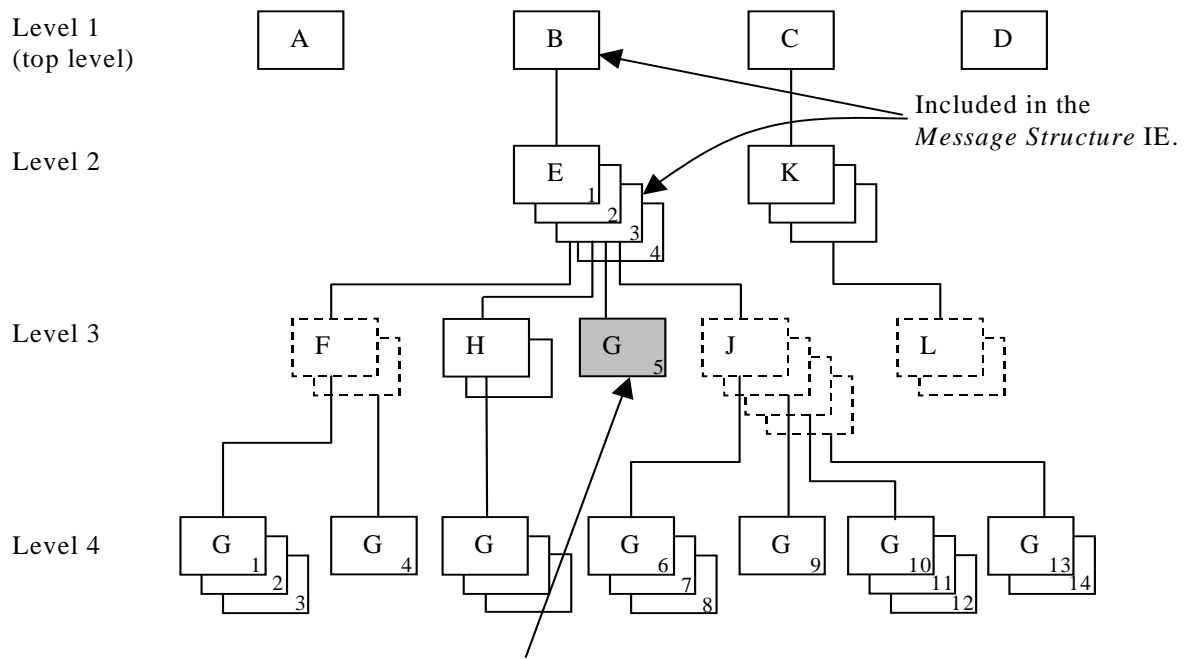 Level 1
(top level)
A
B
C
D
Included in the
Message Structure IE.
Level 2
E
1
2
3
4
K
Level 3
F
H
G
5
J
L
Level 4
G
1
2
3
G
4
G
G
6
7
8
G
9
G
10
11
12
G
13
14